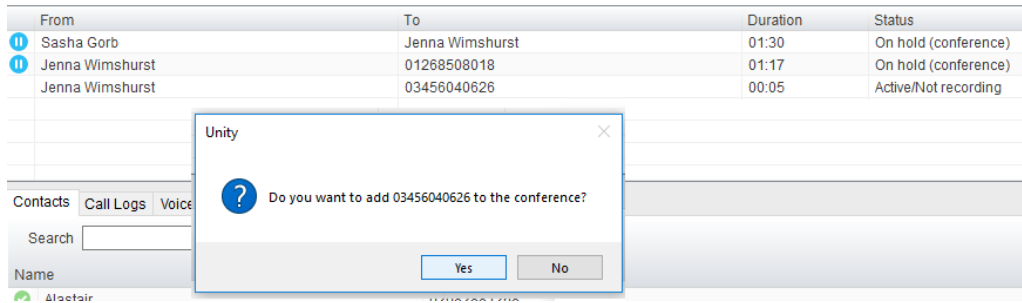 From To Duration Status
Sasha Gorb Jenna Wimshurst 01:30 On hold (conference)
Jenna Wimshurst 01268508018 01:17 On hold (conference)
Jenna Wimshurst 03456040626 00:05 Active/Not recording
Unity
? Do you want to add 03456040626 to the conference?
Yes No
Contacts Call Logs Voice
Search
Name
Alastair